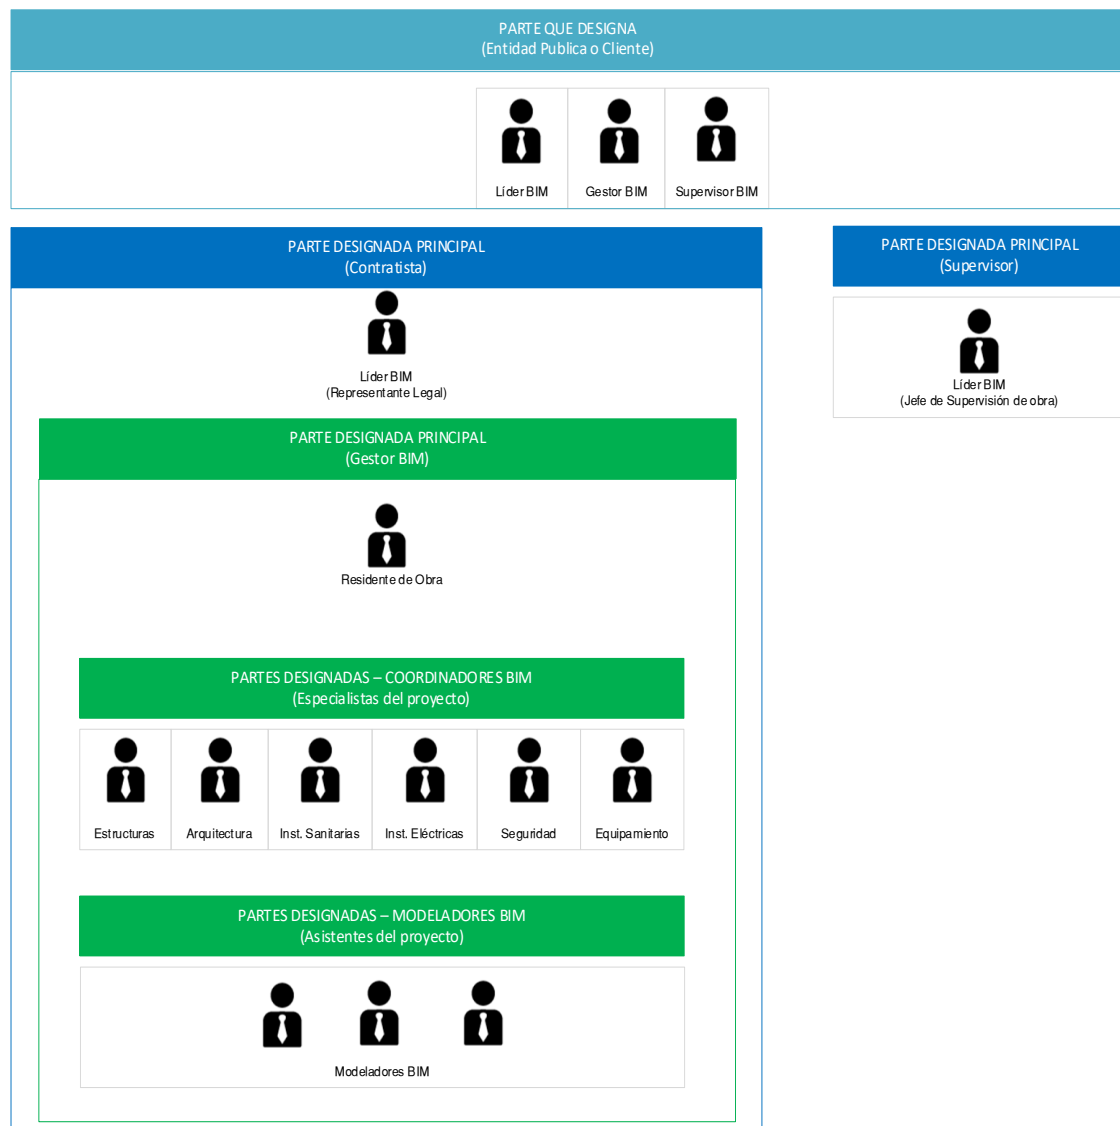 PARTE QUE DESIGNA
(Entidad Publica o Cliente)
Líder BIM
Gestor BIM
Supervisor BIM
PARTE DESIGNADA PRINCIPAL
(Contratista)
Líder BIM
(Representante Legal)
PARTE DESIGNADA PRINCIPAL
(Gestor BIM)
Residente de Obra
PARTES DESIGNADAS – COORDINADORES BIM
(Especialistas del proyecto)
Estructuras
Arquitectura
Inst. Sanitarias
Inst. Eléctricas
Seguridad
Equipamiento
PARTES DESIGNADAS – MODELADORES BIM
(Asistentes del proyecto)
Modeladores BIM
PARTE DESIGNADA PRINCIPAL
(Supervisor)
Líder BIM
(Jefe de Supervisión de obra)